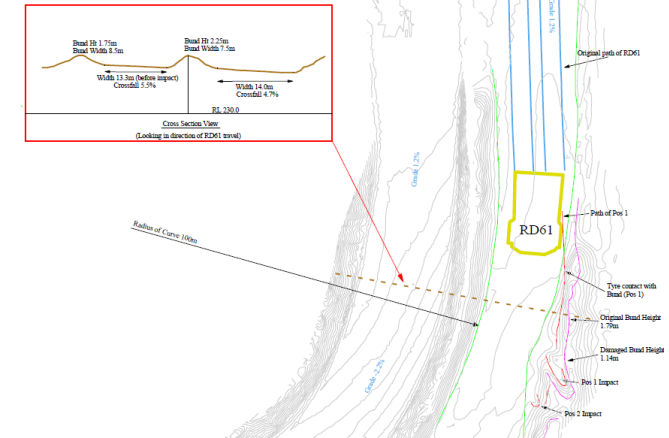 Bund Ht 1.75m
Bund Width 8.5m
Bund Ht 2.25m
Bund Width 7.5m
Width 13.3m (before impact)
Crossfall 5.5%
Width 14.0m
Crossfall 4.7%
RL 230.0
Cross Section View
(Looking in direction of RD61 travel)
Grade 1.2%
Original path of RD61
Grade 1.2%
RD61
Path of Pos 1
Radius of Curve 100m
Tyre contact with
Bund (Pos 1)
Original Bund Height
1.79m
Damaged Bund Height
1.14m
Grade -2.2%
Pos 1 Impact
Pos 2 Impact